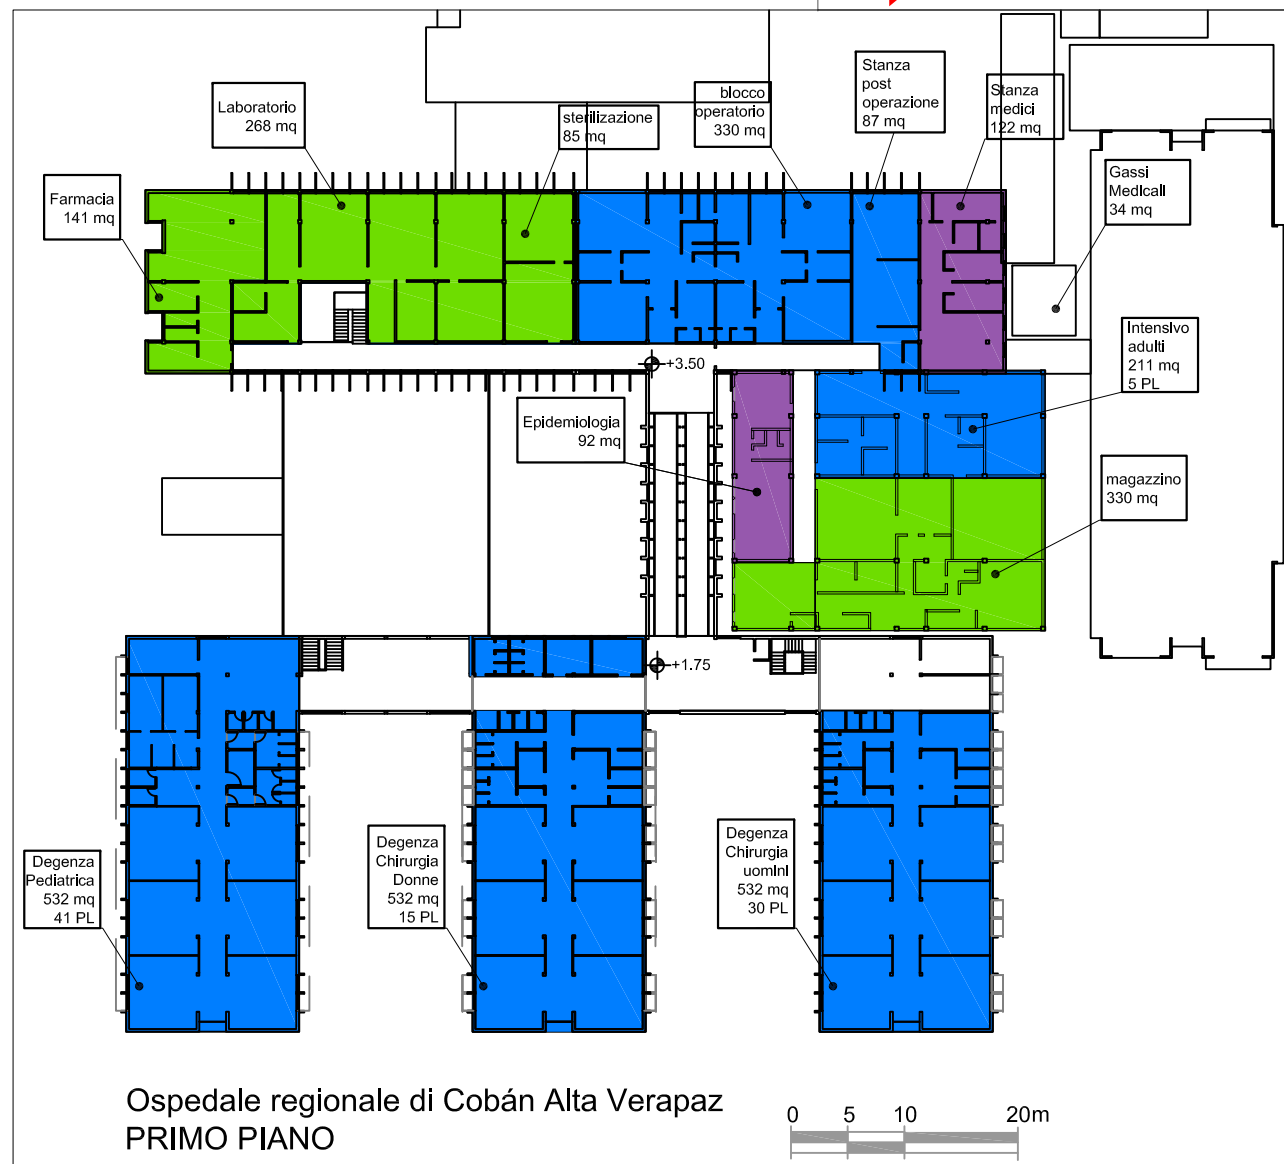 Laboratorio
268 mq
sterilizazione
85 mq
blocco
operatorio
330 mq
Stanza
post
operazione
87 mq
Stanza
medici
122 mq
Farmacia
141 mq
Gassi
Medicali
34 mq
Intensivo
adulti
211 mq
5 PL
+3.50
Epidemiologia
92 mq
magazzino
330 mq
+1.75
Degenza
Pediatrica
532 mq
41 PL
Degenza
Chirurgia
Donne
532 mq
15 PL
Degenza
Chirurgia
uomini
532 mq
30 PL
Ospedale regionale di Cobán Alta Verapaz
PRIMO PIANO
0 5 10 20m